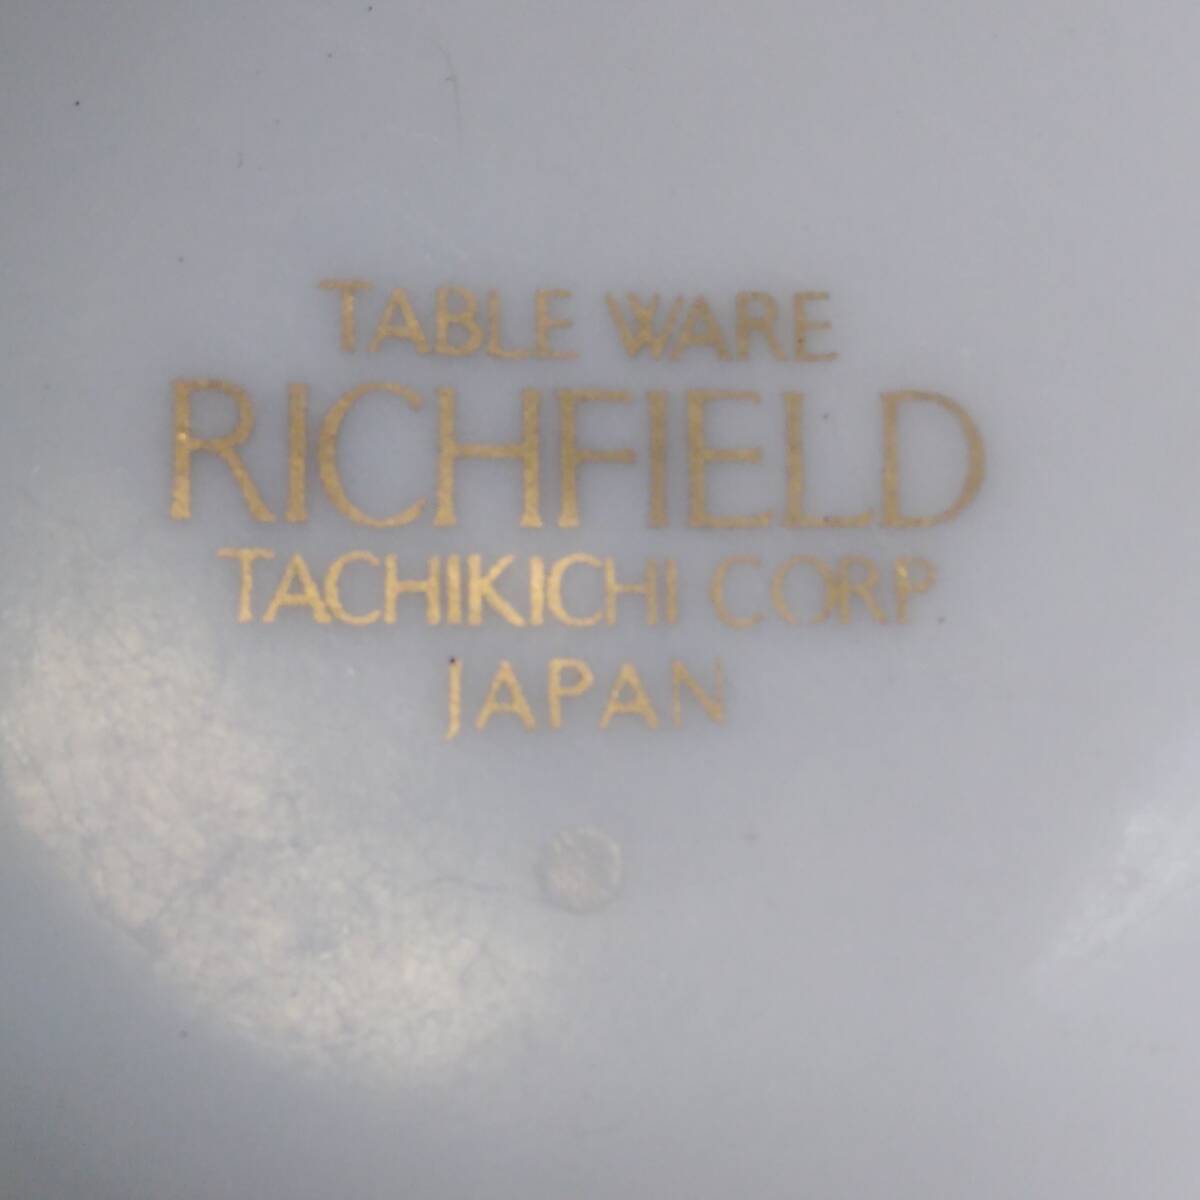 TABLE WARE
RICHFIELD
TACHIKICHI CORP.
JAPAN